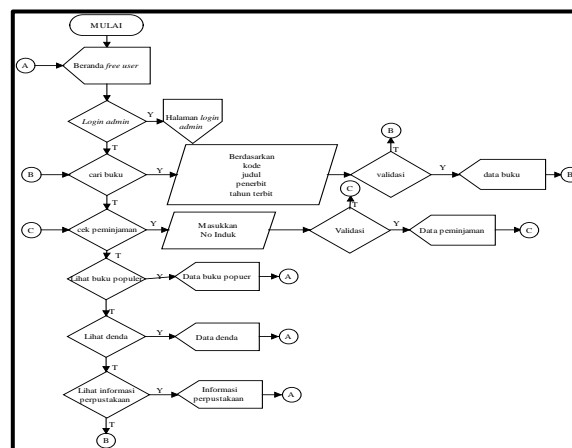 MULAI
A
Beranda free user
Login admin
Y
Halaman login
admin
T
B
cari buku
Y
Berdasarkan
kode
judul
penerbit
tahun terbit
B
T
validasi
Y
data buku
B
T
C
cek peminjaman
Y
Masukkan
No Induk
C
T
Validasi
Y
Data peminjaman
C
T
Lihat buku populer
Y
Data buku popuer
A
T
Lihat denda
Y
Data denda
A
T
Lihat informasi
perpustakaan
Y
Informasi
perpustakaan
A
T
B